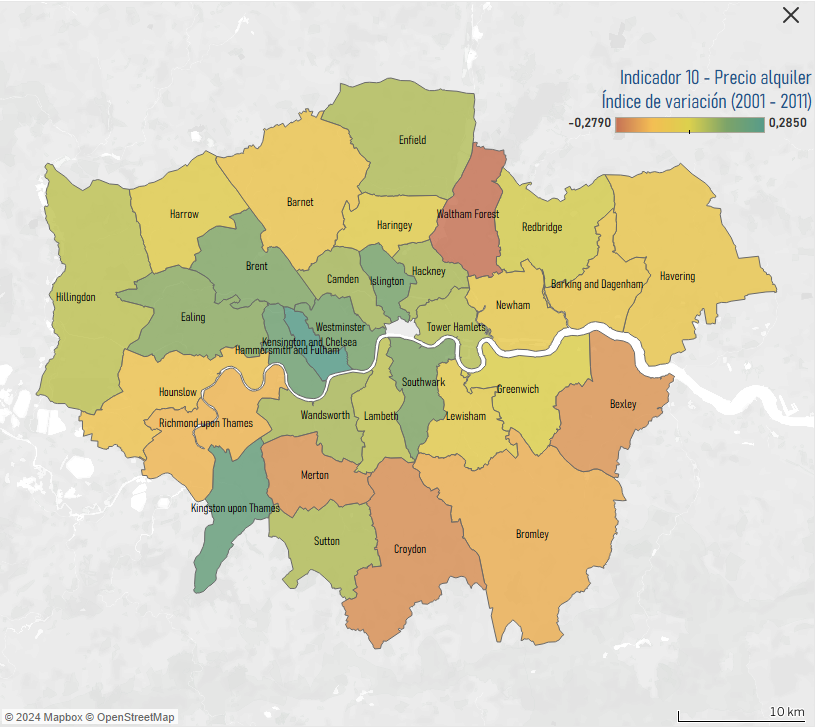 Indicador 10 - Precio alquiler
Índice de variación (2001 - 2011)
-0,2790
0,2850
Enfield
Harrow
Barnet
Haringey
Waltham Forest
Redbridge
Brent
Camden
Islington
Hackney
Barking and Dagenham
Havering
Hillingdon
Ealing
Westminster
Tower Hamlets
Newham
Kensington and Chelsea
Hammersmith and Fulham
Hounslow
Southwark
Greenwich
Bexley
Richmond upon Thames
Wandsworth
Lambeth
Lewisham
Merton
Kingston upon Thames
Sutton
Croydon
Bromley
© 2024 Mapbox © OpenStreetMap
10 km